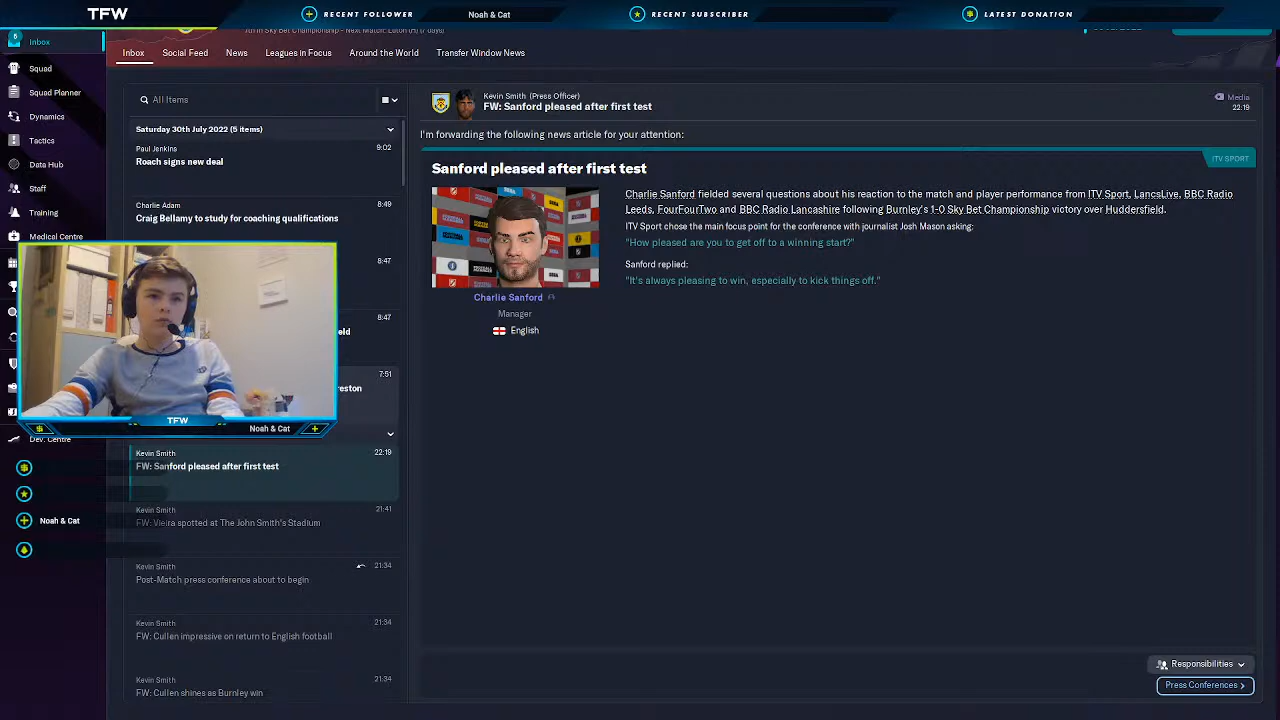 TFW
RECENT FOLLOWER
Noah & Cat
RECENT SUBSCRIBER
LATEST DONATION
5
Inbox
Squad
Squad Planner
Dynamics
Tactics
Data Hub
Staff
Training
Medical Centre
Dev. Centre
Inbox
Social Feed
News
Leagues in Focus
Around the World
Transfer Window News
All Items
Saturday 30th July 2022 (5 items)
Paul Jenkins
9:02
Roach signs new deal
Charlie Adam
8:49
Craig Bellamy to study for coaching qualifications
8:47
8:47
7:51
Kevin Smith
22:19
FW: Sanford pleased after first test
Kevin Smith
21:41
FW: Vieira spotted at The John Smith's Stadium
Kevin Smith
21:34
Post-Match press conference about to begin
Kevin Smith
21:34
FW: Cullen impressive on return to English football
Kevin Smith
21:34
FW: Cullen shines as Burnley win
TFW
Noah & Cat
Noah & Cat
Kevin Smith (Press Officer)
FW: Sanford pleased after first test
Media
22:19
I'm forwarding the following news article for your attention:
ITV SPORT
Sanford pleased after first test
Charlie Sanford
Manager
English
Charlie Sanford fielded several questions about his reaction to the match and player performance from ITV Sport, LancsLive, BBC Radio
Leeds, FourFourTwo and BBC Radio Lancashire following Burnley's 1-0 Sky Bet Championship victory over Huddersfield.
ITV Sport chose the main focus point for the conference with journalist Josh Mason asking:
"How pleased are you to get off to a winning start?"
Sanford replied:
"It's always pleasing to win, especially to kick things off."
Responsibilities
Press Conferences